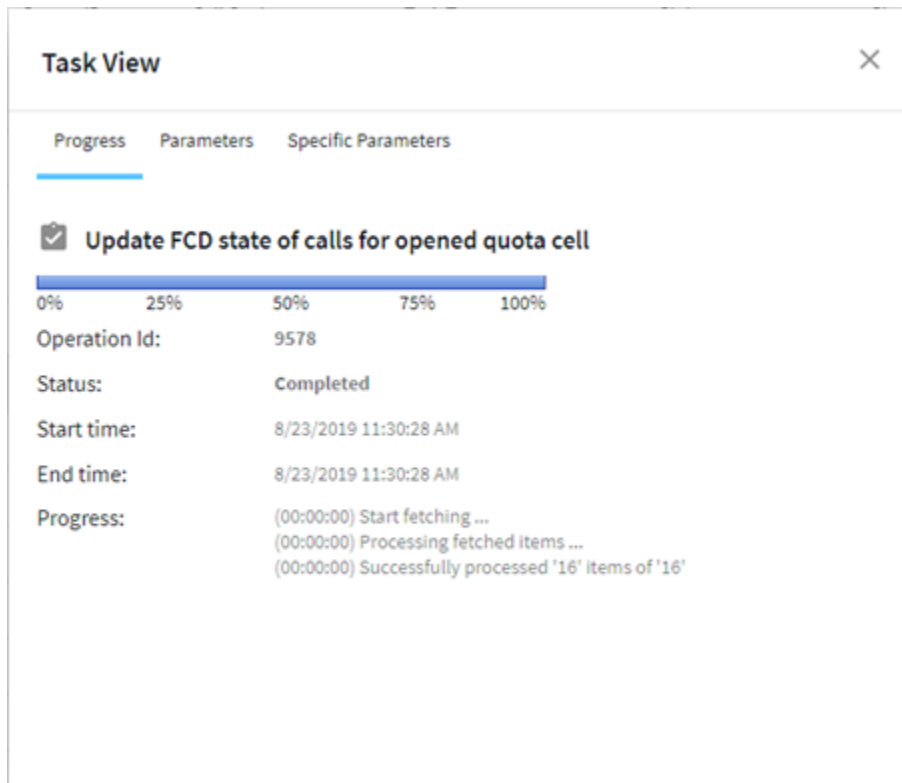 Task View
Progress Parameters Specific Parameters
Update FCD state of calls for opened quota cell
0% 25% 50% 75% 100%
Operation Id: 9578
Status: Completed
Start time: 8/23/2019 11:30:28 AM
End time: 8/23/2019 11:30:28 AM
Progress: (00:00:00) Start fetching ...
(00:00:00) Processing fetched items ...
(00:00:00) Successfully processed '16' items of '16'